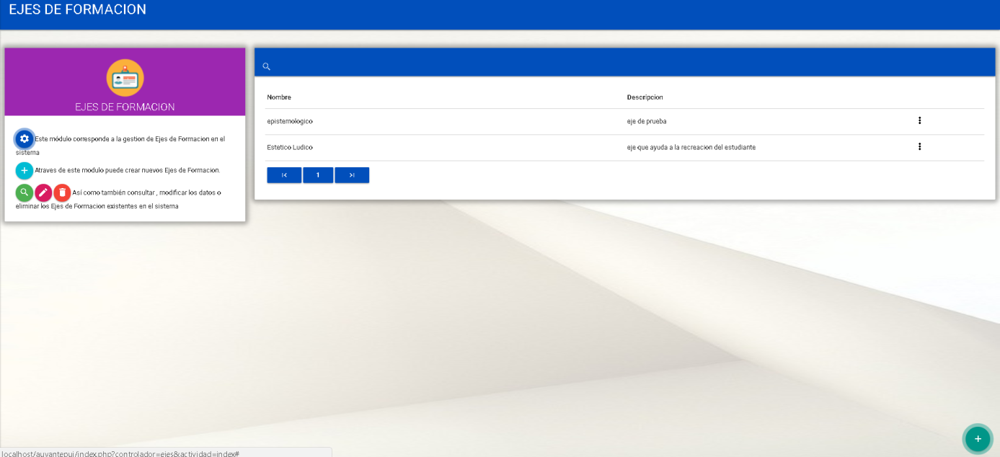 EJES DE FORMACION
EJES DE FORMACION
Este módulo corresponde a la gestion de Ejes de Formacion en el
sistema
Atraves de este modulo puede crear nuevos Ejes de Formacion.
Así como también consultar , modificar los datos o
eliminar los Ejes de Formacion existentes en el sistema
Nombre Descripcion
epistemologico eje de prueba
Estetico Ludico eje que ayuda a la recreacion del estudiante
1
localhost/auyantepui/index.php?controlador=ejes&actividad=index#